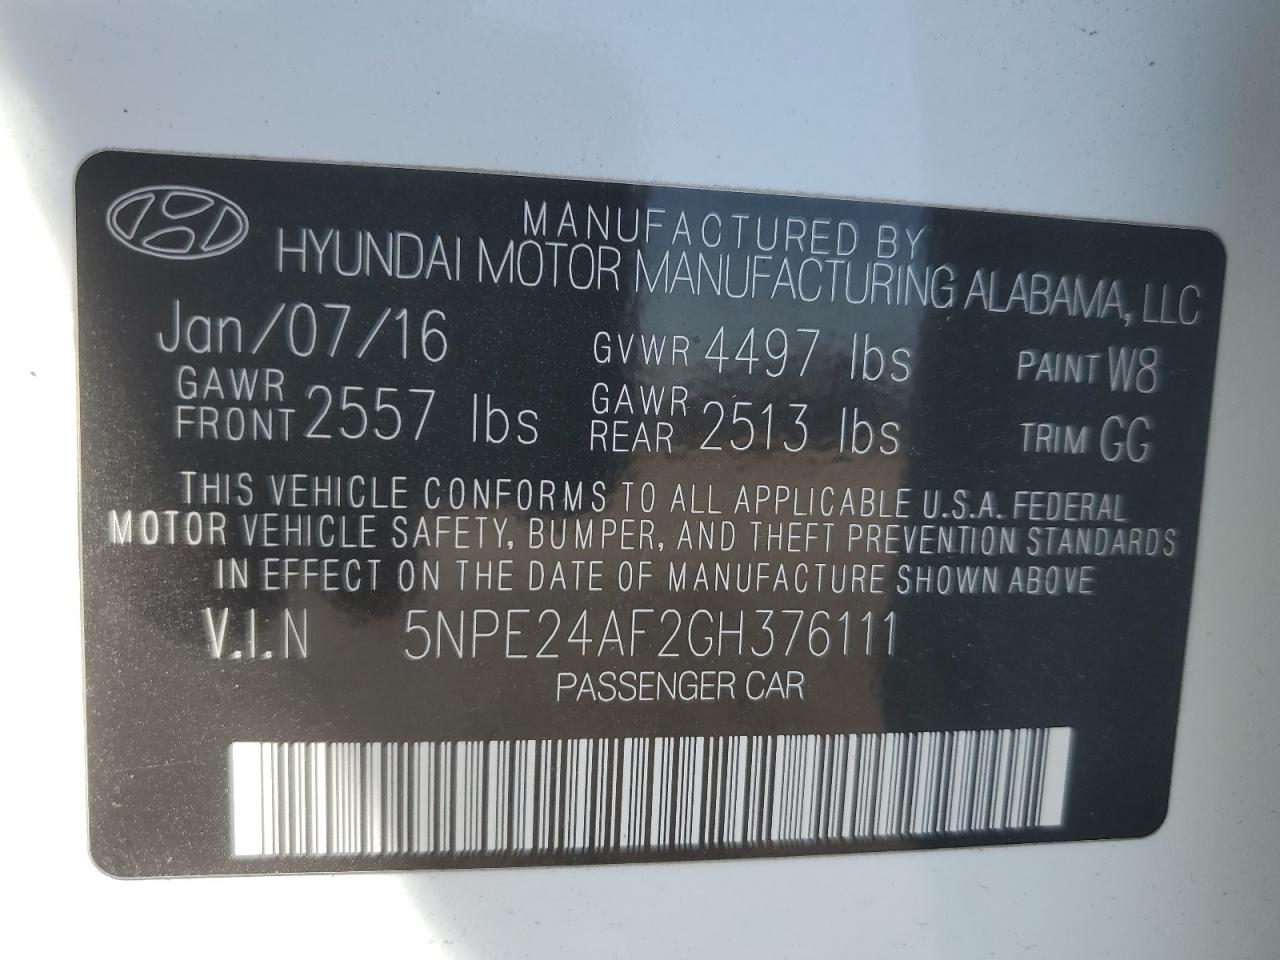 MANUFACTURED BY
HYUNDAI MOTOR MANUFACTURING ALABAMA, LLC
Jan/07/16 GVWR 4497 lbs PAINT W8
GAWR FRONT 2557 lbs GAWR REAR 2513 lbs TRIM GG
THIS VEHICLE CONFORMS TO ALL APPLICABLE U.S.A. FEDERAL
MOTOR VEHICLE SAFETY, BUMPER, AND THEFT PREVENTION STANDARDS
IN EFFECT ON THE DATE OF MANUFACTURE SHOWN ABOVE
V.I.N 5NPE24AF2GH376111
PASSENGER CAR